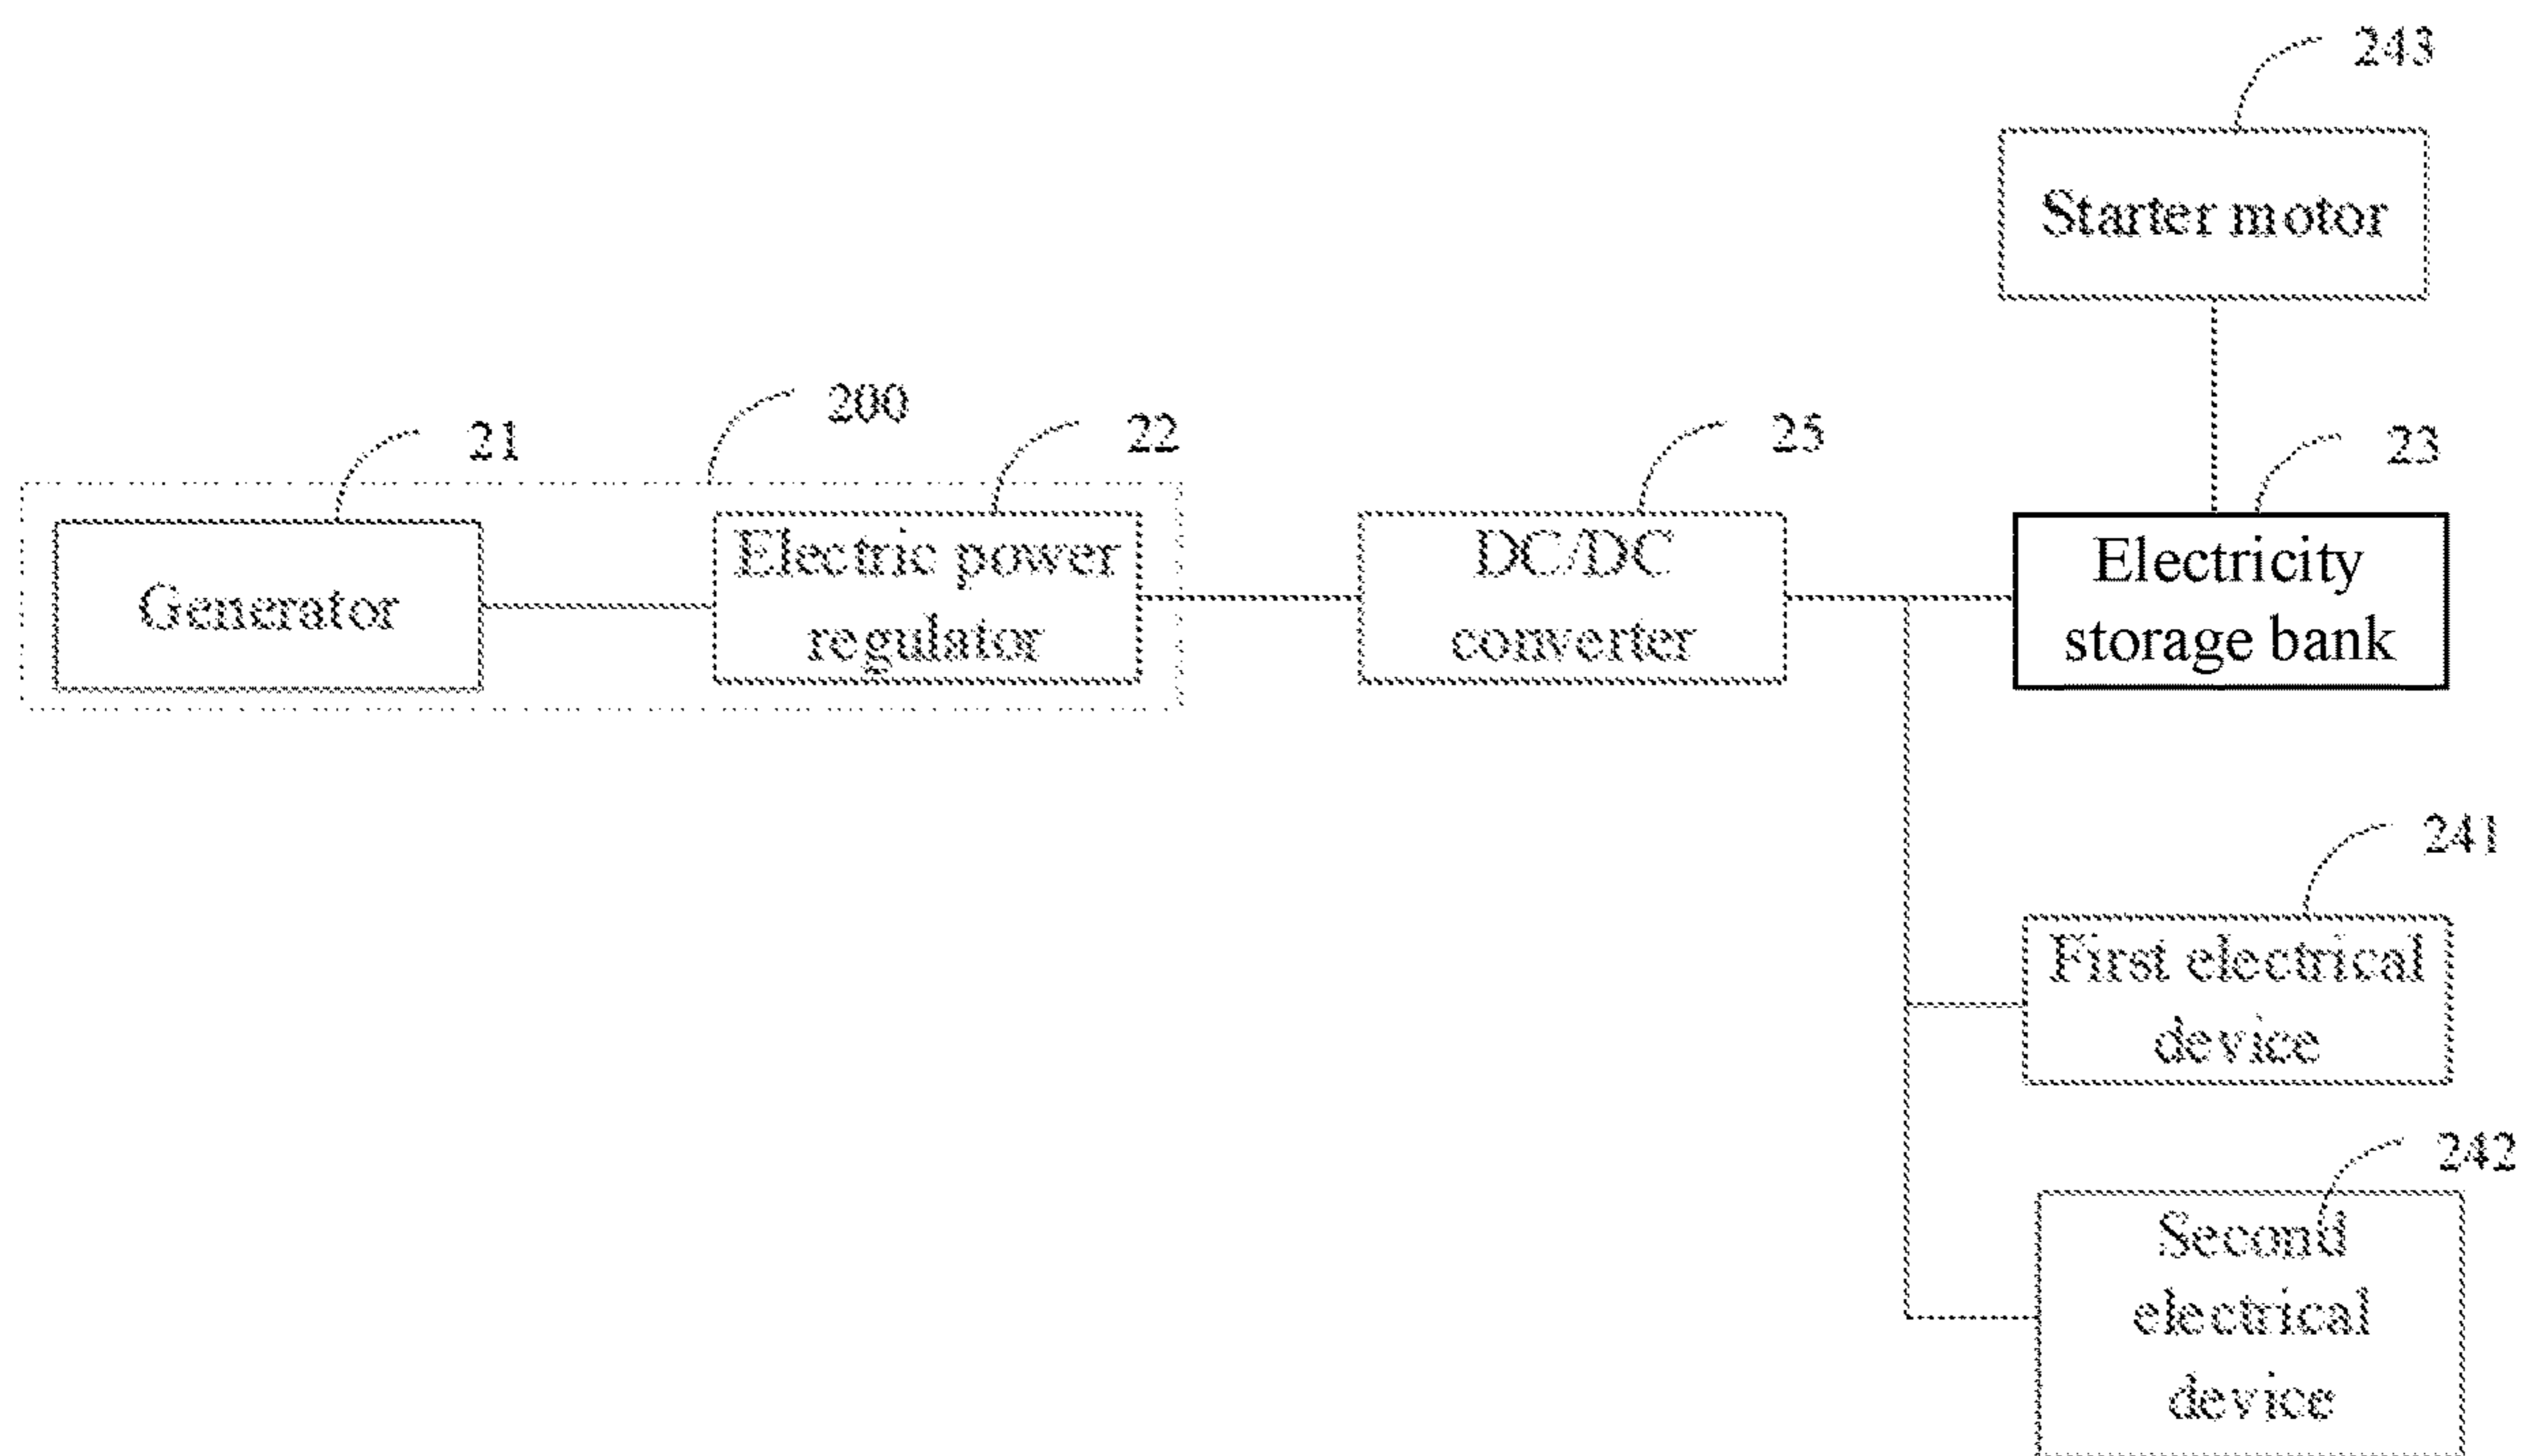 243
Starter motor
200
21
22
25
23
Generator
Electric power
regulator
DC/DC
converter
Electricity
storage bank
241
First electrical
device
242
Second
electrical
device